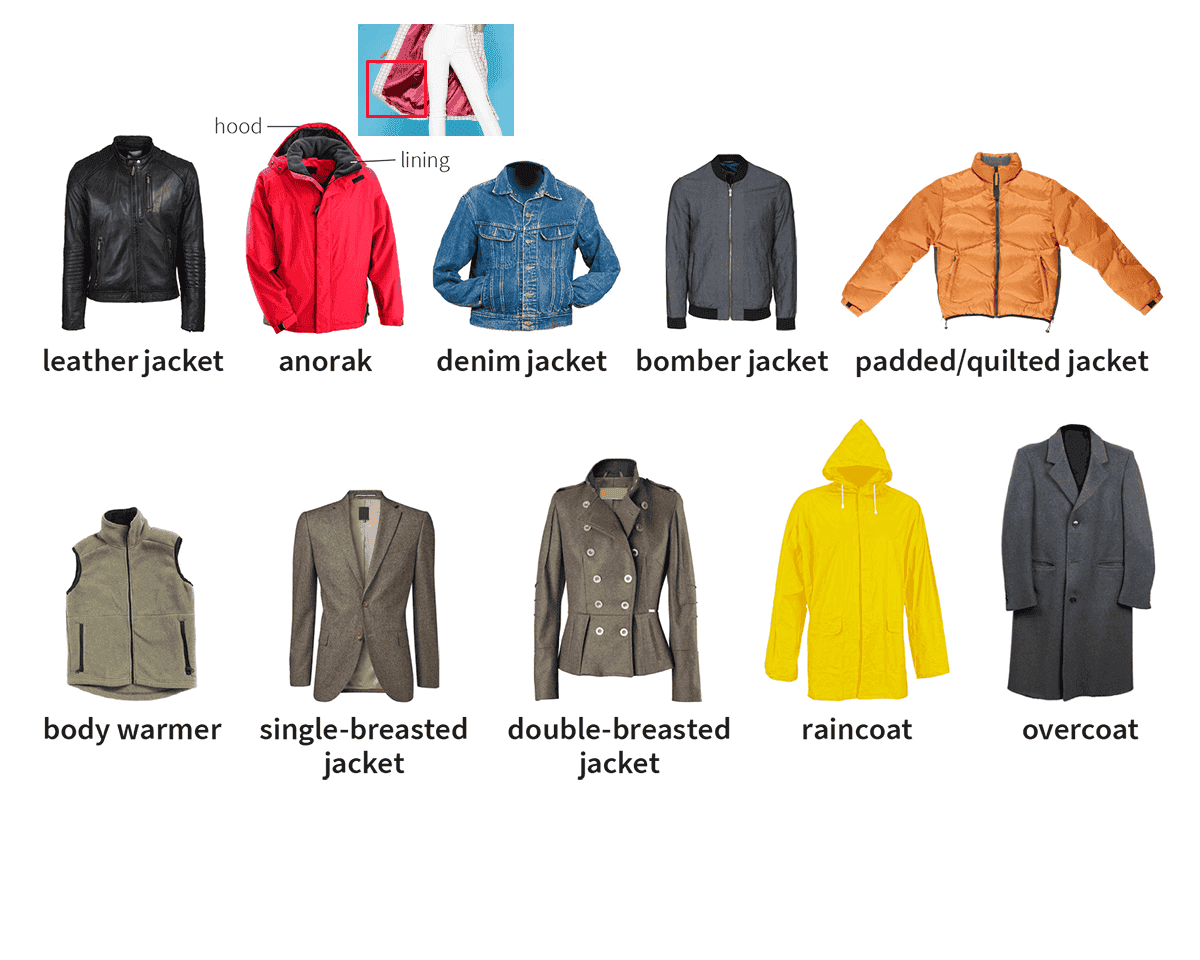 hood
lining
leather jacket
anorak
denim jacket
bomber jacket
padded/quilted jacket
body warmer
single-breasted
jacket
double-breasted
jacket
raincoat
overcoat